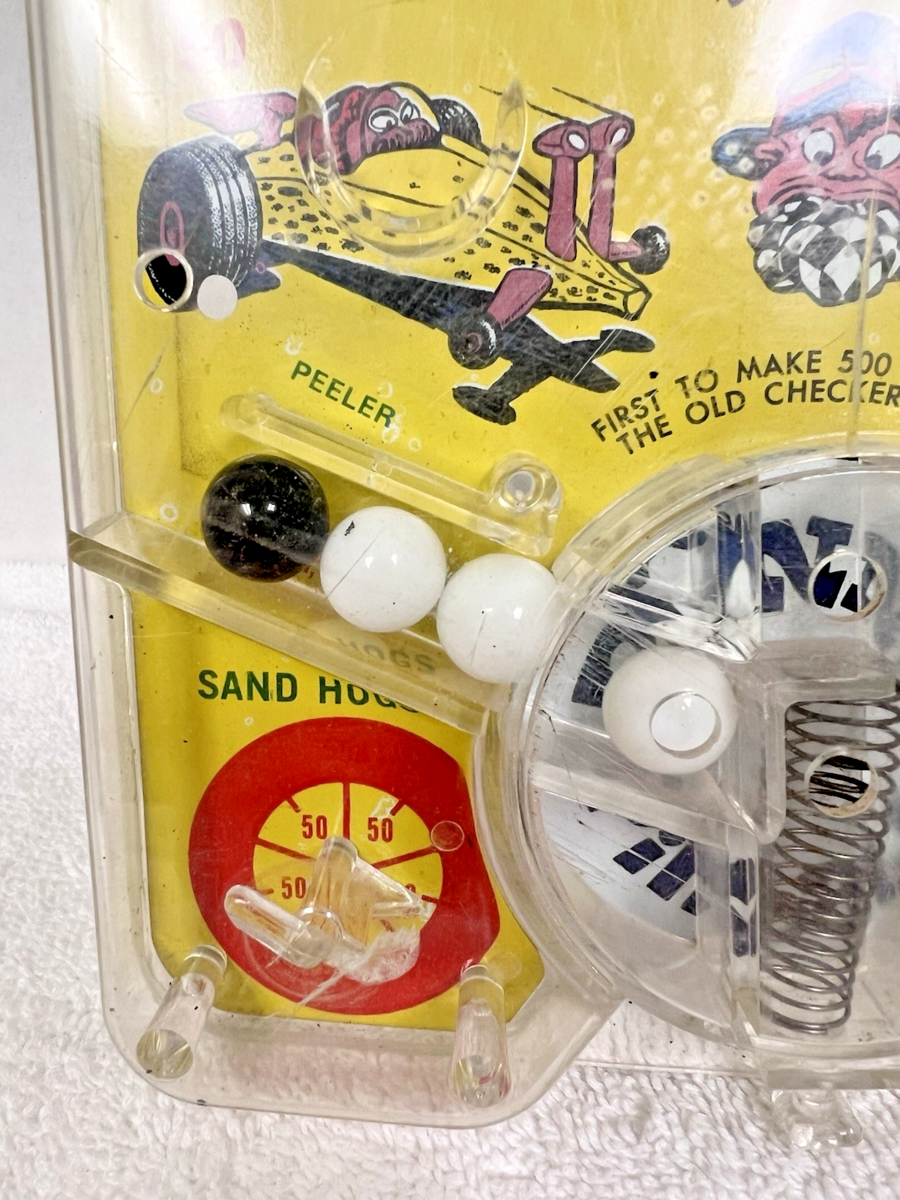 PEELER
FIRST TO MAKE 500
THE OLD CHECKER
SAND HOGS
50 50
50